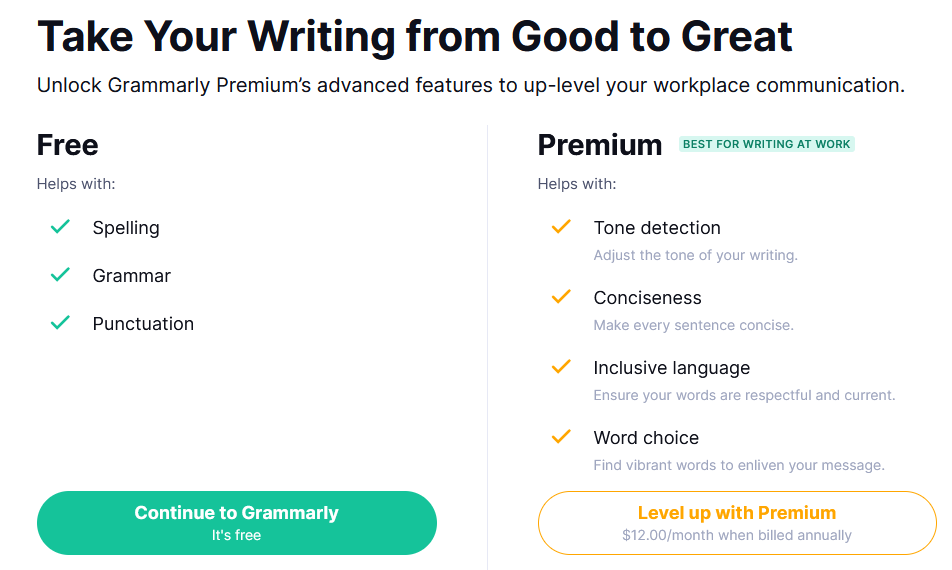 Take Your Writing from Good to Great
Unlock Grammarly Premium’s advanced features to up-level your workplace communication.
Free
Helps with:
Spelling
Grammar
Punctuation
Continue to Grammarly
It's free
Premium
BEST FOR WRITING AT WORK
Helps with:
Tone detection
Adjust the tone of your writing.
Conciseness
Make every sentence concise.
Inclusive language
Ensure your words are respectful and current.
Word choice
Find vibrant words to enliven your message.
Level up with Premium
$12.00/month when billed annually